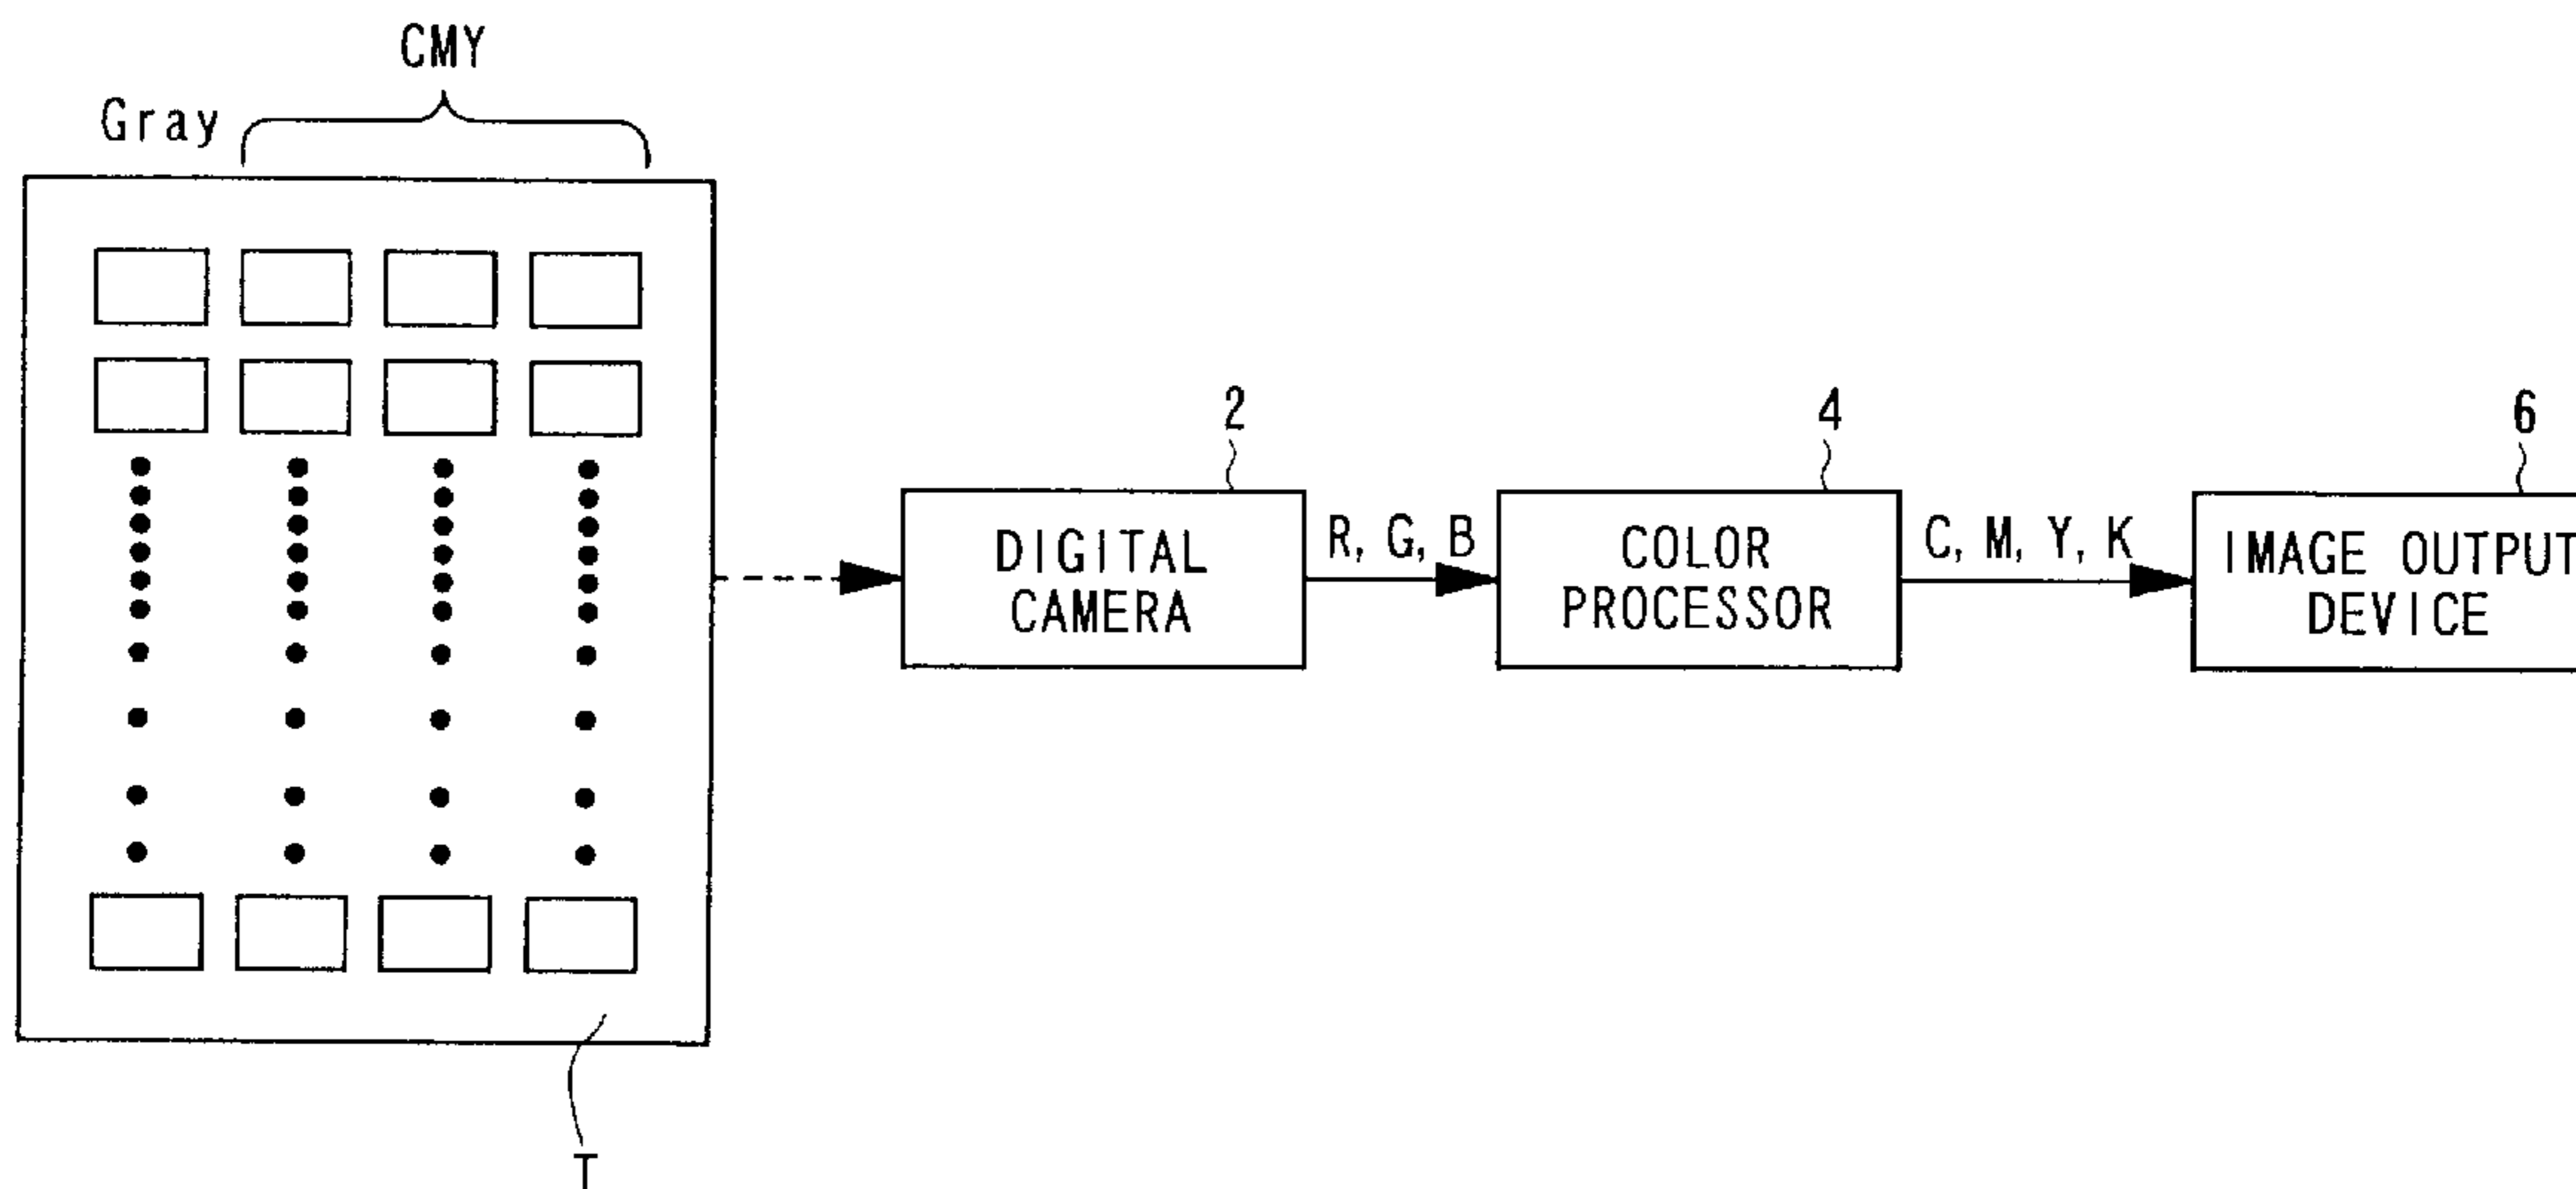 CMY
Gray
2
4
6
DIGITAL
CAMERA
R, G, B
COLOR
PROCESSOR
C, M, Y, K
IMAGE OUTPUT
DEVICE
T